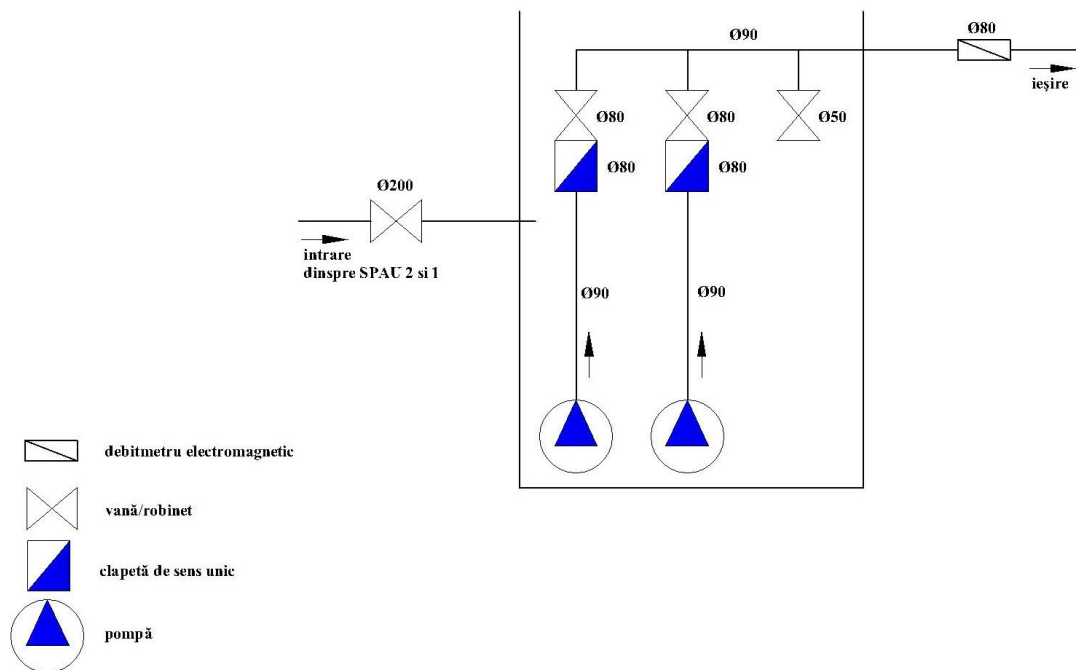 Ø90
Ø80
ieșire
Ø80
Ø80
Ø50
Ø80
Ø80
Ø200
intrare
dinspre SPAU 2 si 1
Ø90
Ø90
debitmetru electromagnetic
vană/robinet
clapetă de sens unic
pompă